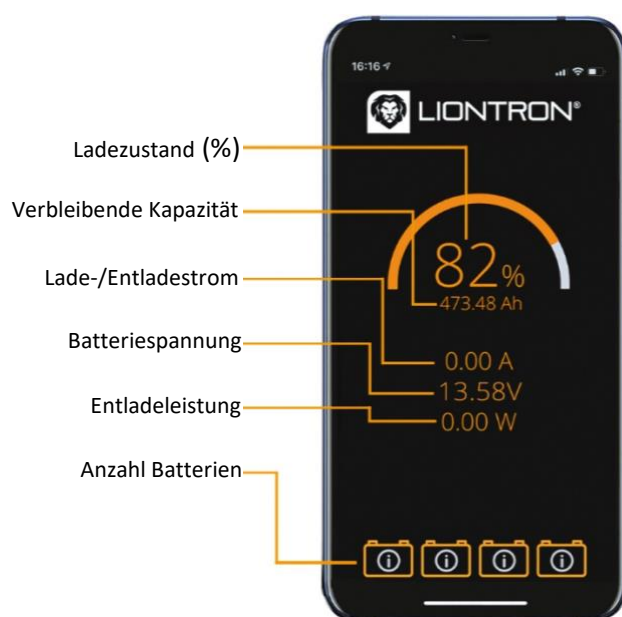 16:16
LIONTRON®
Ladezustand (%)
Verbleibende Kapazität
Lade-/Entladestrom
Batteriespannung
Entladeleistung
Anzahl Batterien
82%
473.48 Ah
0.00 A
13.58V
0.00 W